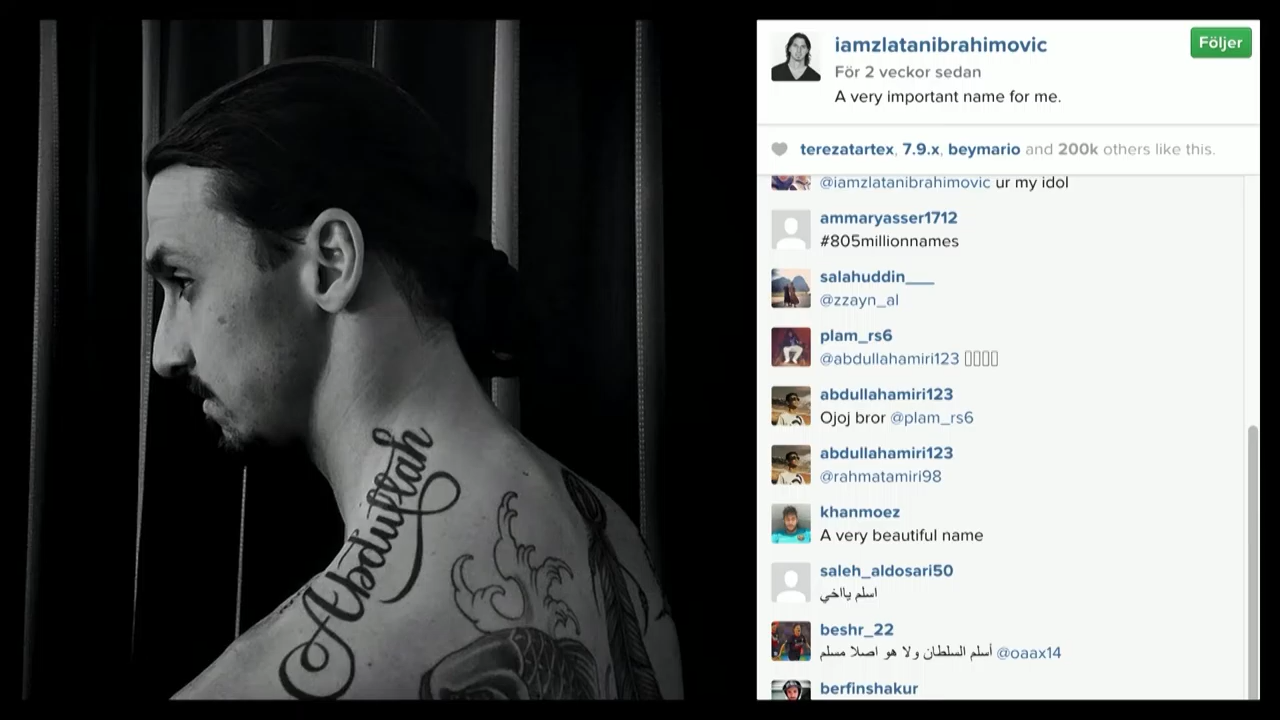 Abdullah
iamzlatanibrahimovic
Följer
För 2 veckor sedan
A very important name for me.
terezatartex, 7.9.x, beymario and 200k others like this.
@iamzlatanibrahimovic ur my idol
ammaryasser1712
#805millionnames
salahuddin___
@zzayn_al
plam_rs6
@abdullahamiri123
abdullahamiri123
Ojoj bror @plam_rs6
abdullahamiri123
@rahmatamiri98
khanmoez
A very beautiful name
saleh_aldosari50
اسلم يااخي
beshr_22
أسلم السلطان ولا هو اصلا مسلم @oaax14
berfinshakur